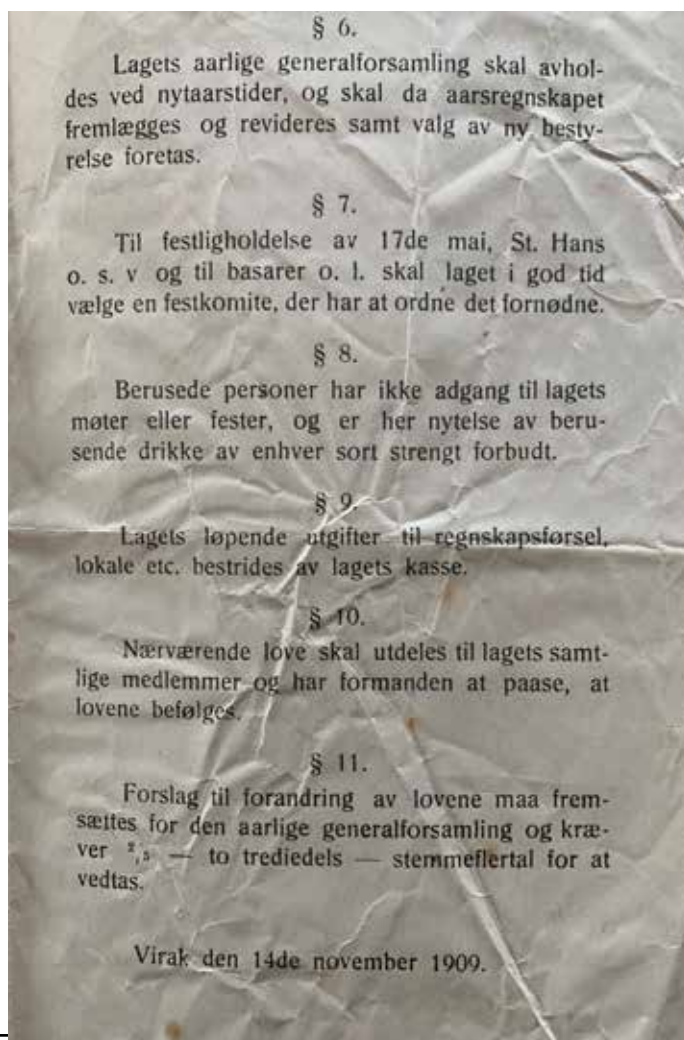 § 6.
Lagets aarlige generalforsamling skal avhol-
des ved nytaarstider, og skal da aarsregnskapet
fremlægges og revideres samt valg av ny besty-
relse foretas.
§ 7.
Til festligholdelse av 17de mai, St. Hans
o. s. v og til basarer o. l. skal laget i god tid
vælge en festkomite, der har at ordne det fornødne.
§ 8.
Berusede personer har ikke adgang til lagets
møter eller fester, og er her nytelse av beru-
sende drikke av enhver sort strengt forbudt.
§ 9.
Lagets løpende utgifter til regnskapsførsel,
lokale etc. bestrides av lagets kasse.
§ 10.
Nærværende love skal utdeles til lagets samt-
lige medlemmer og har formanden at paase, at
lovene befølges.
§ 11.
Forslag til forandring av lovene maa frem-
sættes for den aarlige generalforsamling og kræ-
ver ²/₃ — to trediedels — stemmeflertal for at
vedtas.
Virak den 14de november 1909.